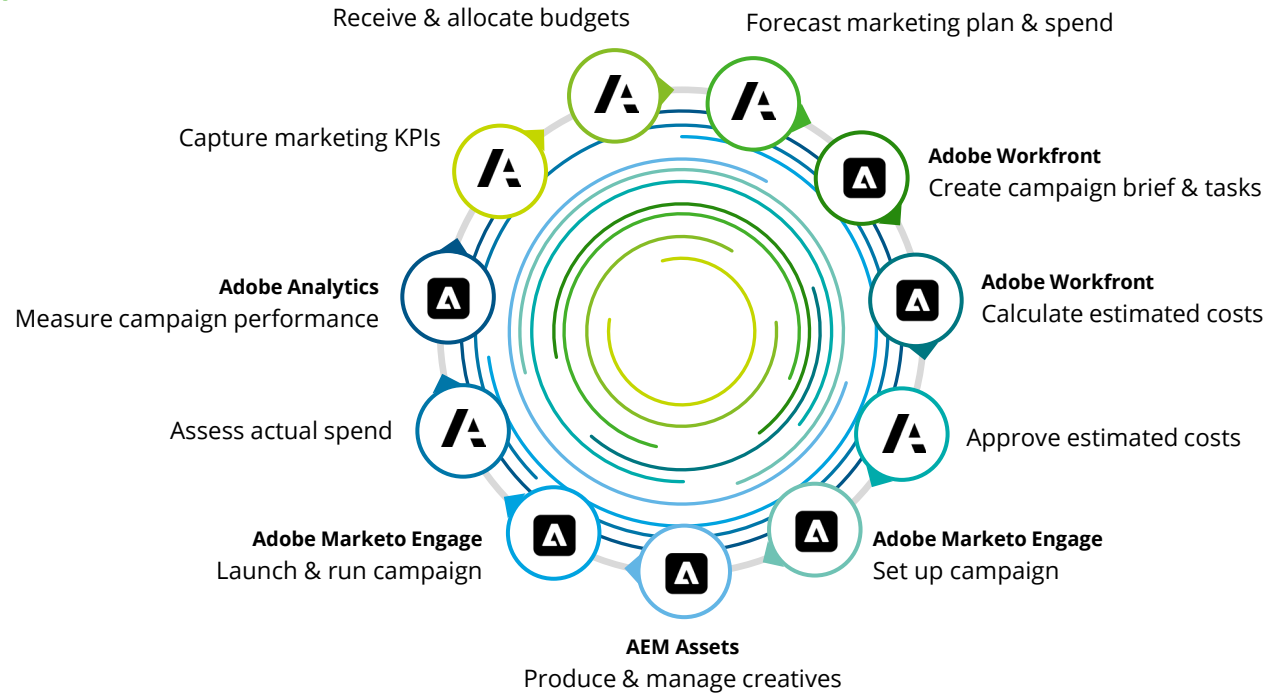 Receive & allocate budgets
Forecast marketing plan & spend
Adobe Workfront
Create campaign brief & tasks
Adobe Workfront
Calculate estimated costs
Approve estimated costs
Adobe Marketo Engage
Set up campaign
AEM Assets
Produce & manage creatives
Adobe Marketo Engage
Launch & run campaign
Assess actual spend
Adobe Analytics
Measure campaign performance
Capture marketing KPIs